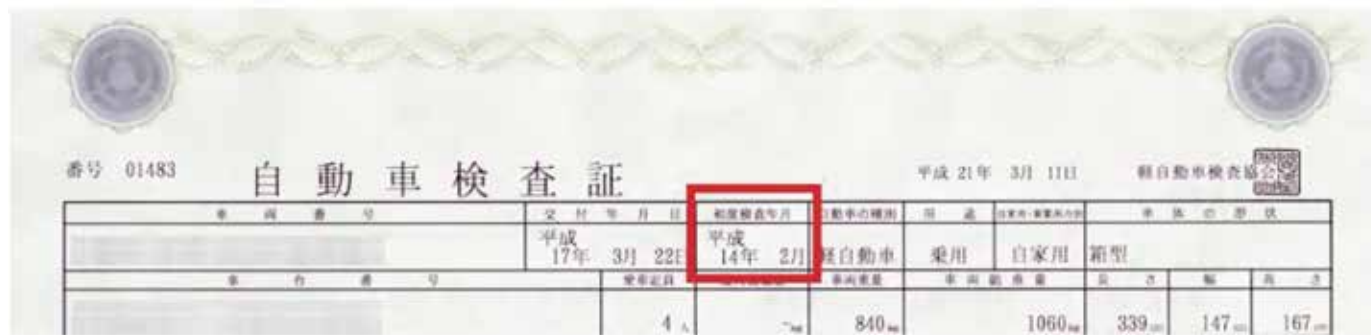 番号 01483 自動車検査証 平成 21年 3月 11日 軽自動車検査協会
車両番号 交付年月日 初度検査年月 自動車の種別 用途 自家用・事業用の別 車体の形状
平成 17年 3月 22日 平成 14年 2月 軽自動車 乗用 自家用 箱型
車台番号 乗車定員 車両重量 車両総重量 長さ 幅 高さ
4人 -kg 840kg 1060kg 339cm 147cm 167cm